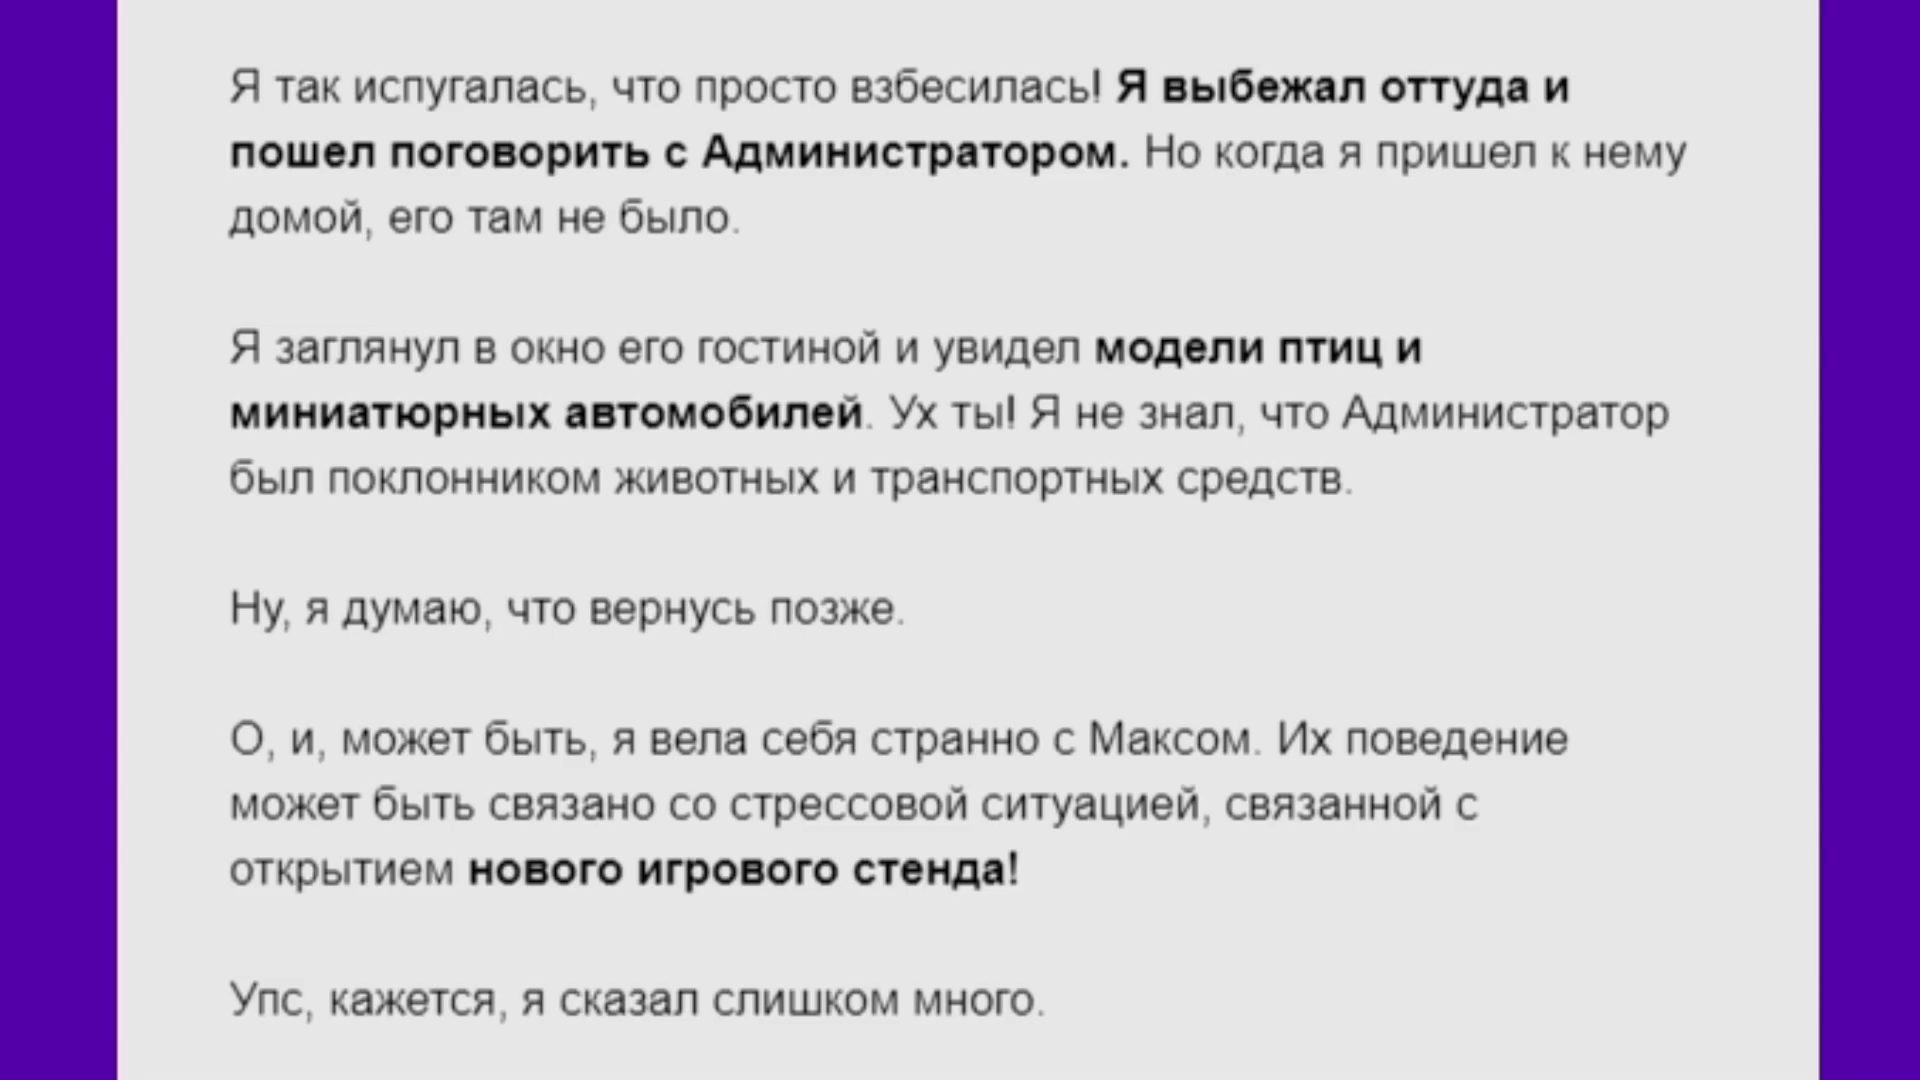 Я так испугалась, что просто взбесилась! Я выбежал оттуда и
пошел поговорить с Администратором. Но когда я пришел к нему
домой, его там не было.
Я заглянул в окно его гостиной и увидел модели птиц и
миниатюрных автомобилей. Ух ты! Я не знал, что Администратор
был поклонником животных и транспортных средств.
Ну, я думаю, что вернусь позже.
О, и, может быть, я вела себя странно с Максом. Их поведение
может быть связано со стрессовой ситуацией, связанной с
открытием нового игрового стенда!
Упс, кажется, я сказал слишком много.